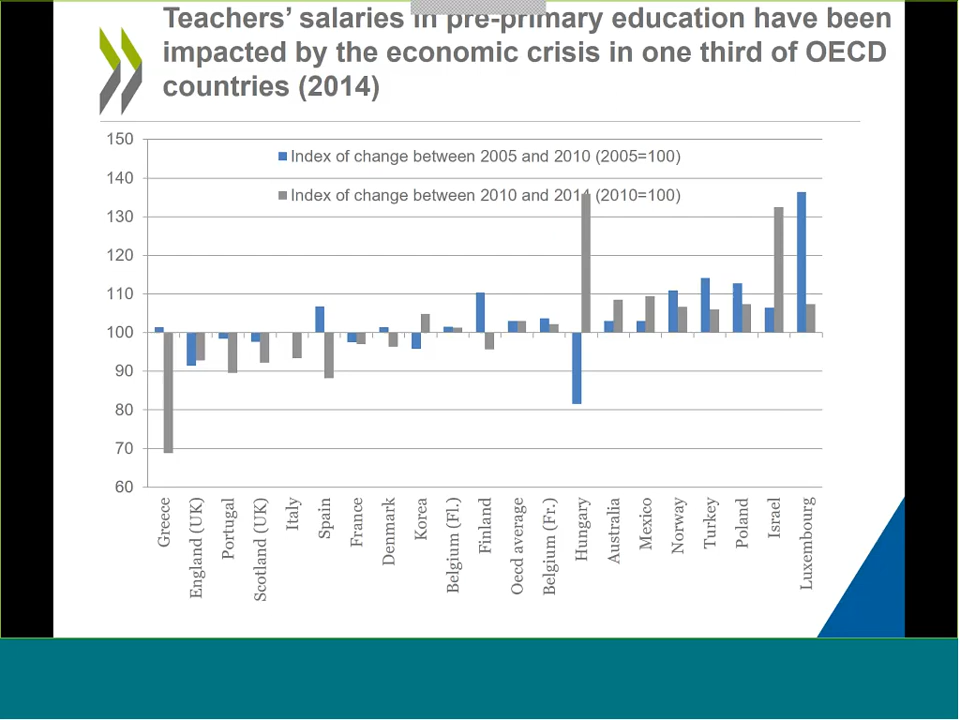 Teachers’ salaries in pre-primary education have been
impacted by the economic crisis in one third of OECD
countries (2014)
150
140
130
120
110
100
90
80
70
60
Index of change between 2005 and 2010 (2005=100)
Index of change between 2010 and 2014 (2010=100)
Greece
England (UK)
Portugal
Scotland (UK)
Italy
Spain
France
Denmark
Korea
Belgium (Fl.)
Finland
Oecd average
Belgium (Fr.)
Hungary
Australia
Mexico
Norway
Turkey
Poland
Israel
Luxembourg